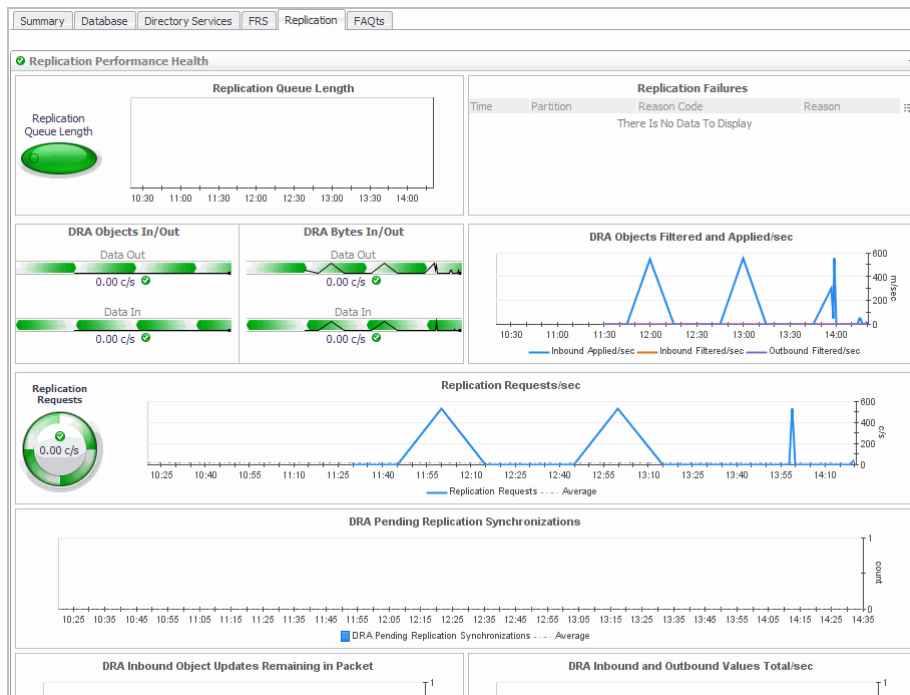 Summary Database Directory Services FRS Replication FAQts
Replication Performance Health
Replication Queue Length
Replication
Queue Length
10:30 11:00 11:30 12:00 12:30 13:00 13:30 14:00
Replication Failures
Time Partition Reason Code Reason
There Is No Data To Display
DRA Objects In/Out
Data Out
0.00 c/s
Data In
0.00 c/s
DRA Bytes In/Out
Data Out
0.00 c/s
Data In
0.00 c/s
DRA Objects Filtered and Applied/sec
600
400
200
0
m/sec
10:30 11:00 11:30 12:00 12:30 13:00 13:30 14:00
Inbound Applied/sec Inbound Filtered/sec Outbound Filtered/sec
Replication
Requests
0.00 c/s
Replication Requests/sec
600
400
200
0
c/s
10:25 10:40 10:55 11:10 11:25 11:40 11:55 12:10 12:25 12:40 12:55 13:10 13:25 13:40 13:55 14:10
Replication Requests Average
DRA Pending Replication Synchronizations
1
0
count
10:25 10:35 10:45 10:55 11:05 11:15 11:25 11:35 11:45 11:55 12:05 12:15 12:25 12:35 12:45 12:55 13:05 13:15 13:25 13:35 13:45 13:55 14:05 14:15 14:25 14:35
DRA Pending Replication Synchronizations Average
DRA Inbound Object Updates Remaining in Packet
1
DRA Inbound and Outbound Values Total/sec
1